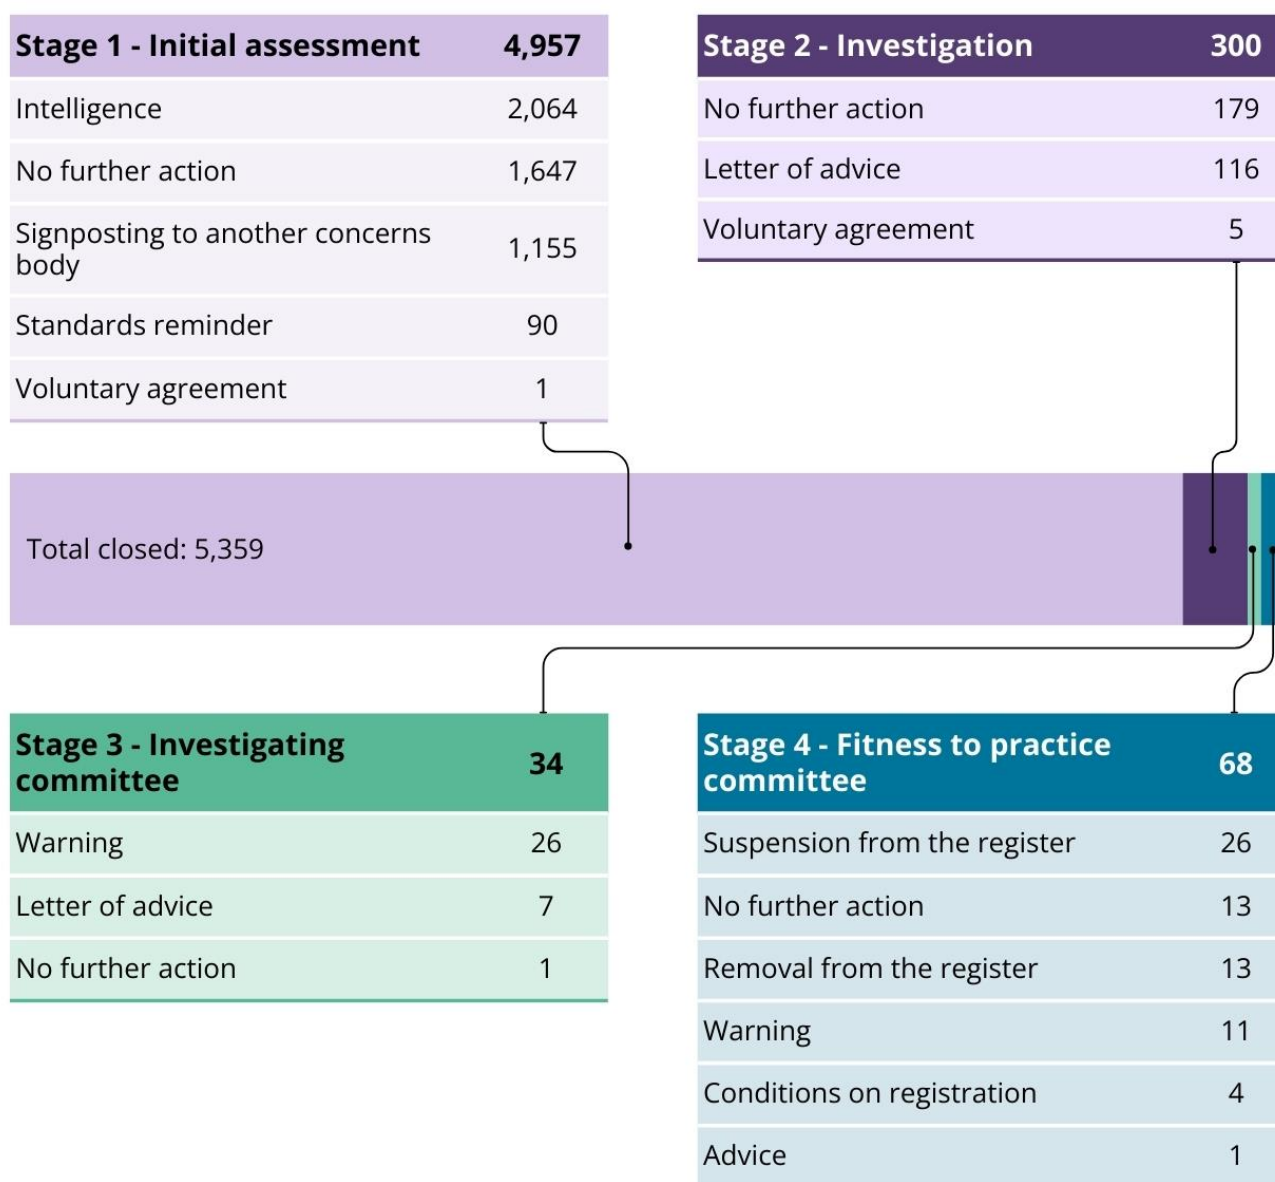 Stage 1 - Initial assessment 4,957
Intelligence 2,064
No further action 1,647
Signposting to another concerns
body 1,155
Standards reminder 90
Voluntary agreement 1
Stage 2 - Investigation 300
No further action 179
Letter of advice 116
Voluntary agreement 5
Total closed: 5,359
Stage 3 - Investigating
committee 34
Warning 26
Letter of advice 7
No further action 1
Stage 4 - Fitness to practice
committee 68
Suspension from the register 26
No further action 13
Removal from the register 13
Warning 11
Conditions on registration 4
Advice 1